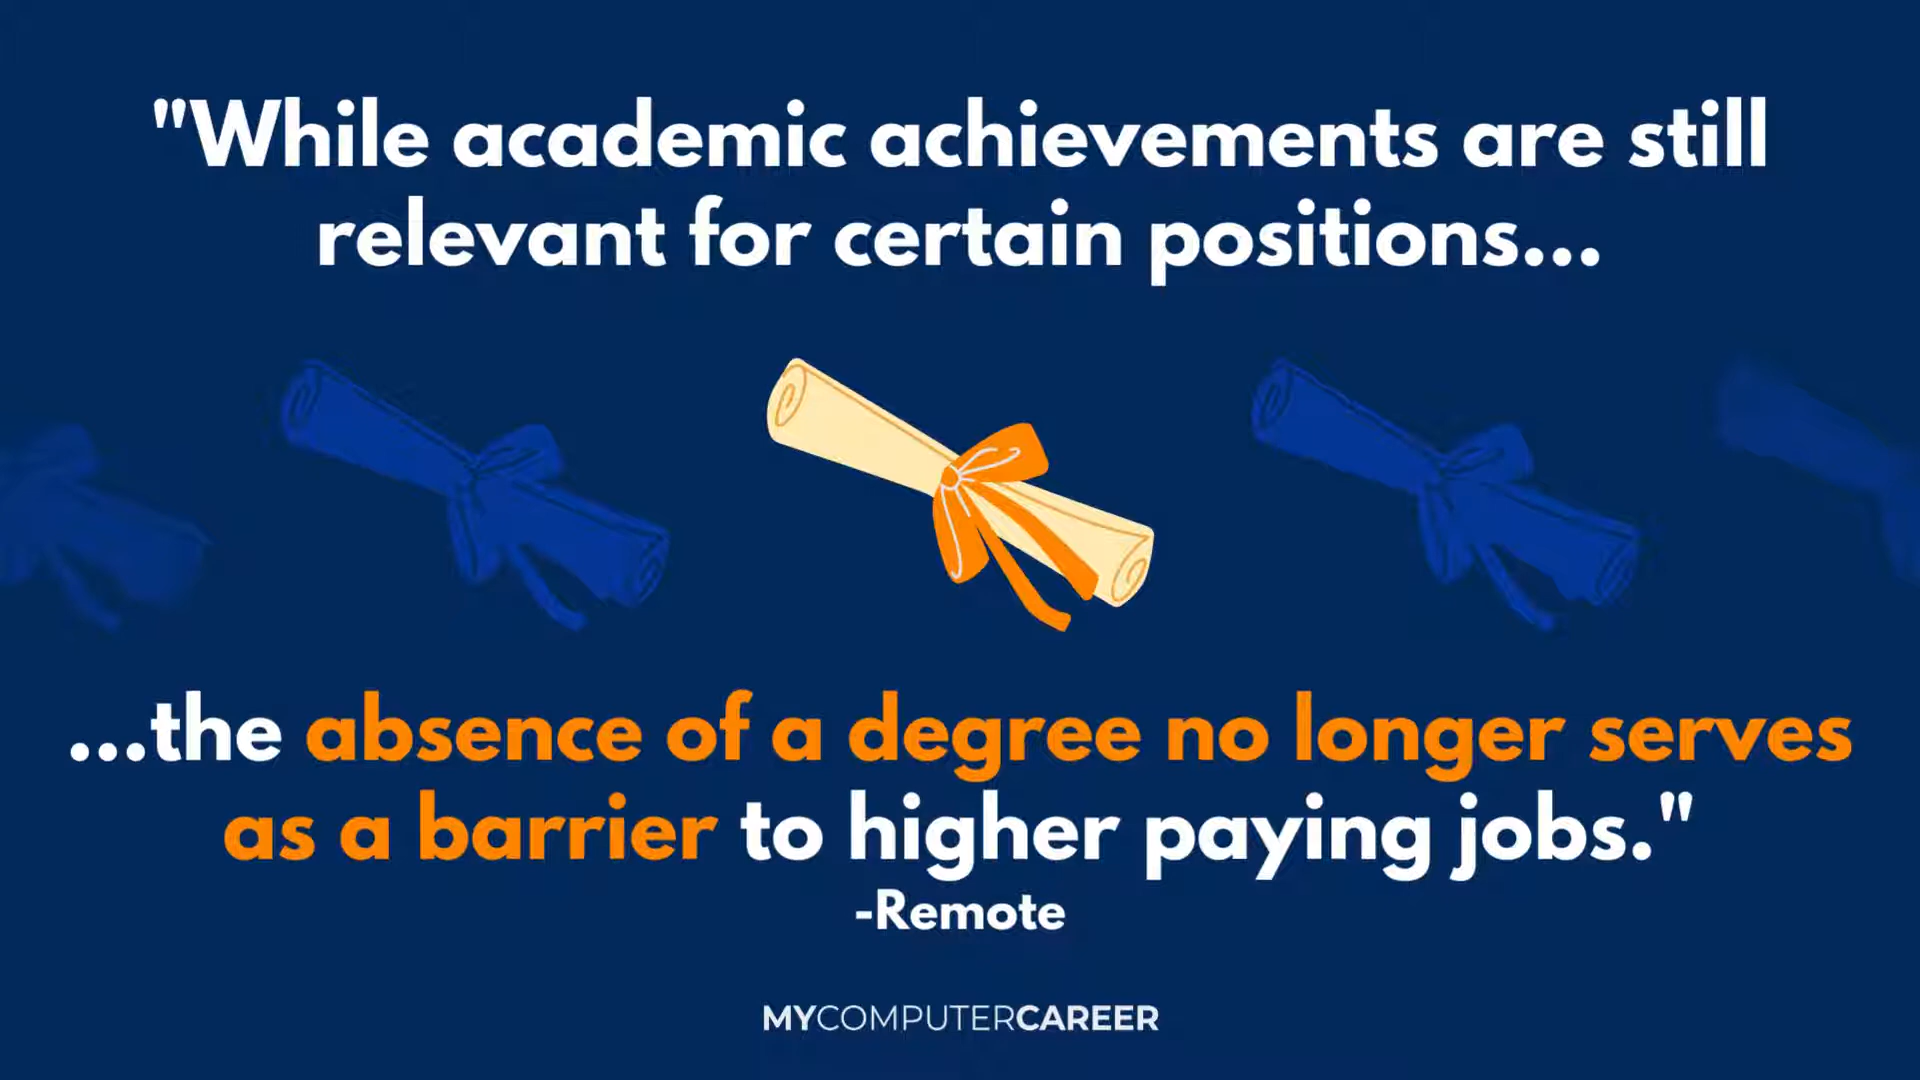 "While academic achievements are still
relevant for certain positions...
...the absence of a degree no longer serves
as a barrier to higher paying jobs."
-Remote
MYCOMPUTERCAREER